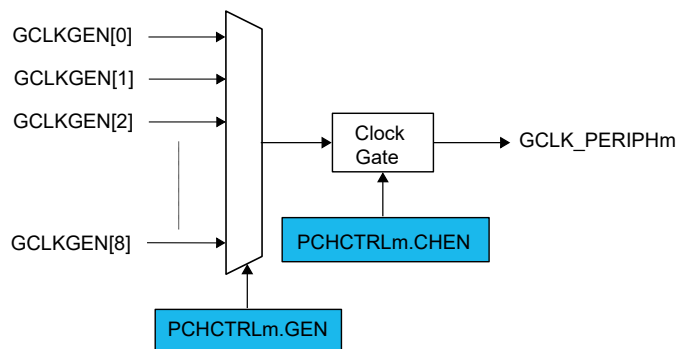 GCLKGEN[0]
GCLKGEN[1]
GCLKGEN[2]
Clock
Gate
GCLK_PERIPHm
GCLKGEN[8]
PCHCTRLm.CHEN
PCHCTRLm.GEN